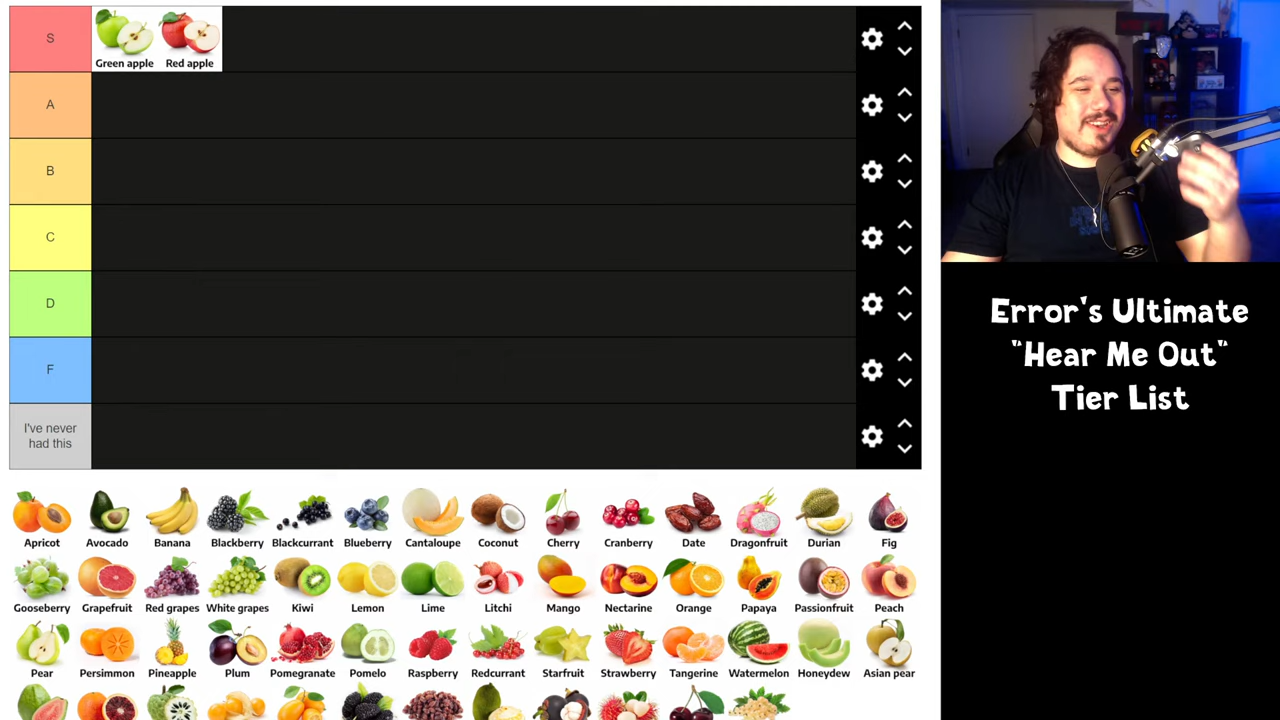 S
Green apple Red apple
A
B
C
D
F
I've never
had this
Apricot Avocado Banana Blackberry Blackcurrant Blueberry Cantaloupe Coconut Cherry Cranberry Date Dragonfruit Durian Fig
Gooseberry Grapefruit Red grapes White grapes Kiwi Lemon Lime Litchi Mango Nectarine Orange Papaya Passionfruit Peach
Pear Persimmon Pineapple Plum Pomegranate Pomelo Raspberry Redcurrant Starfruit Strawberry Tangerine Watermelon Honeydew Asian pear
Error's Ultimate
"Hear Me Out"
Tier List